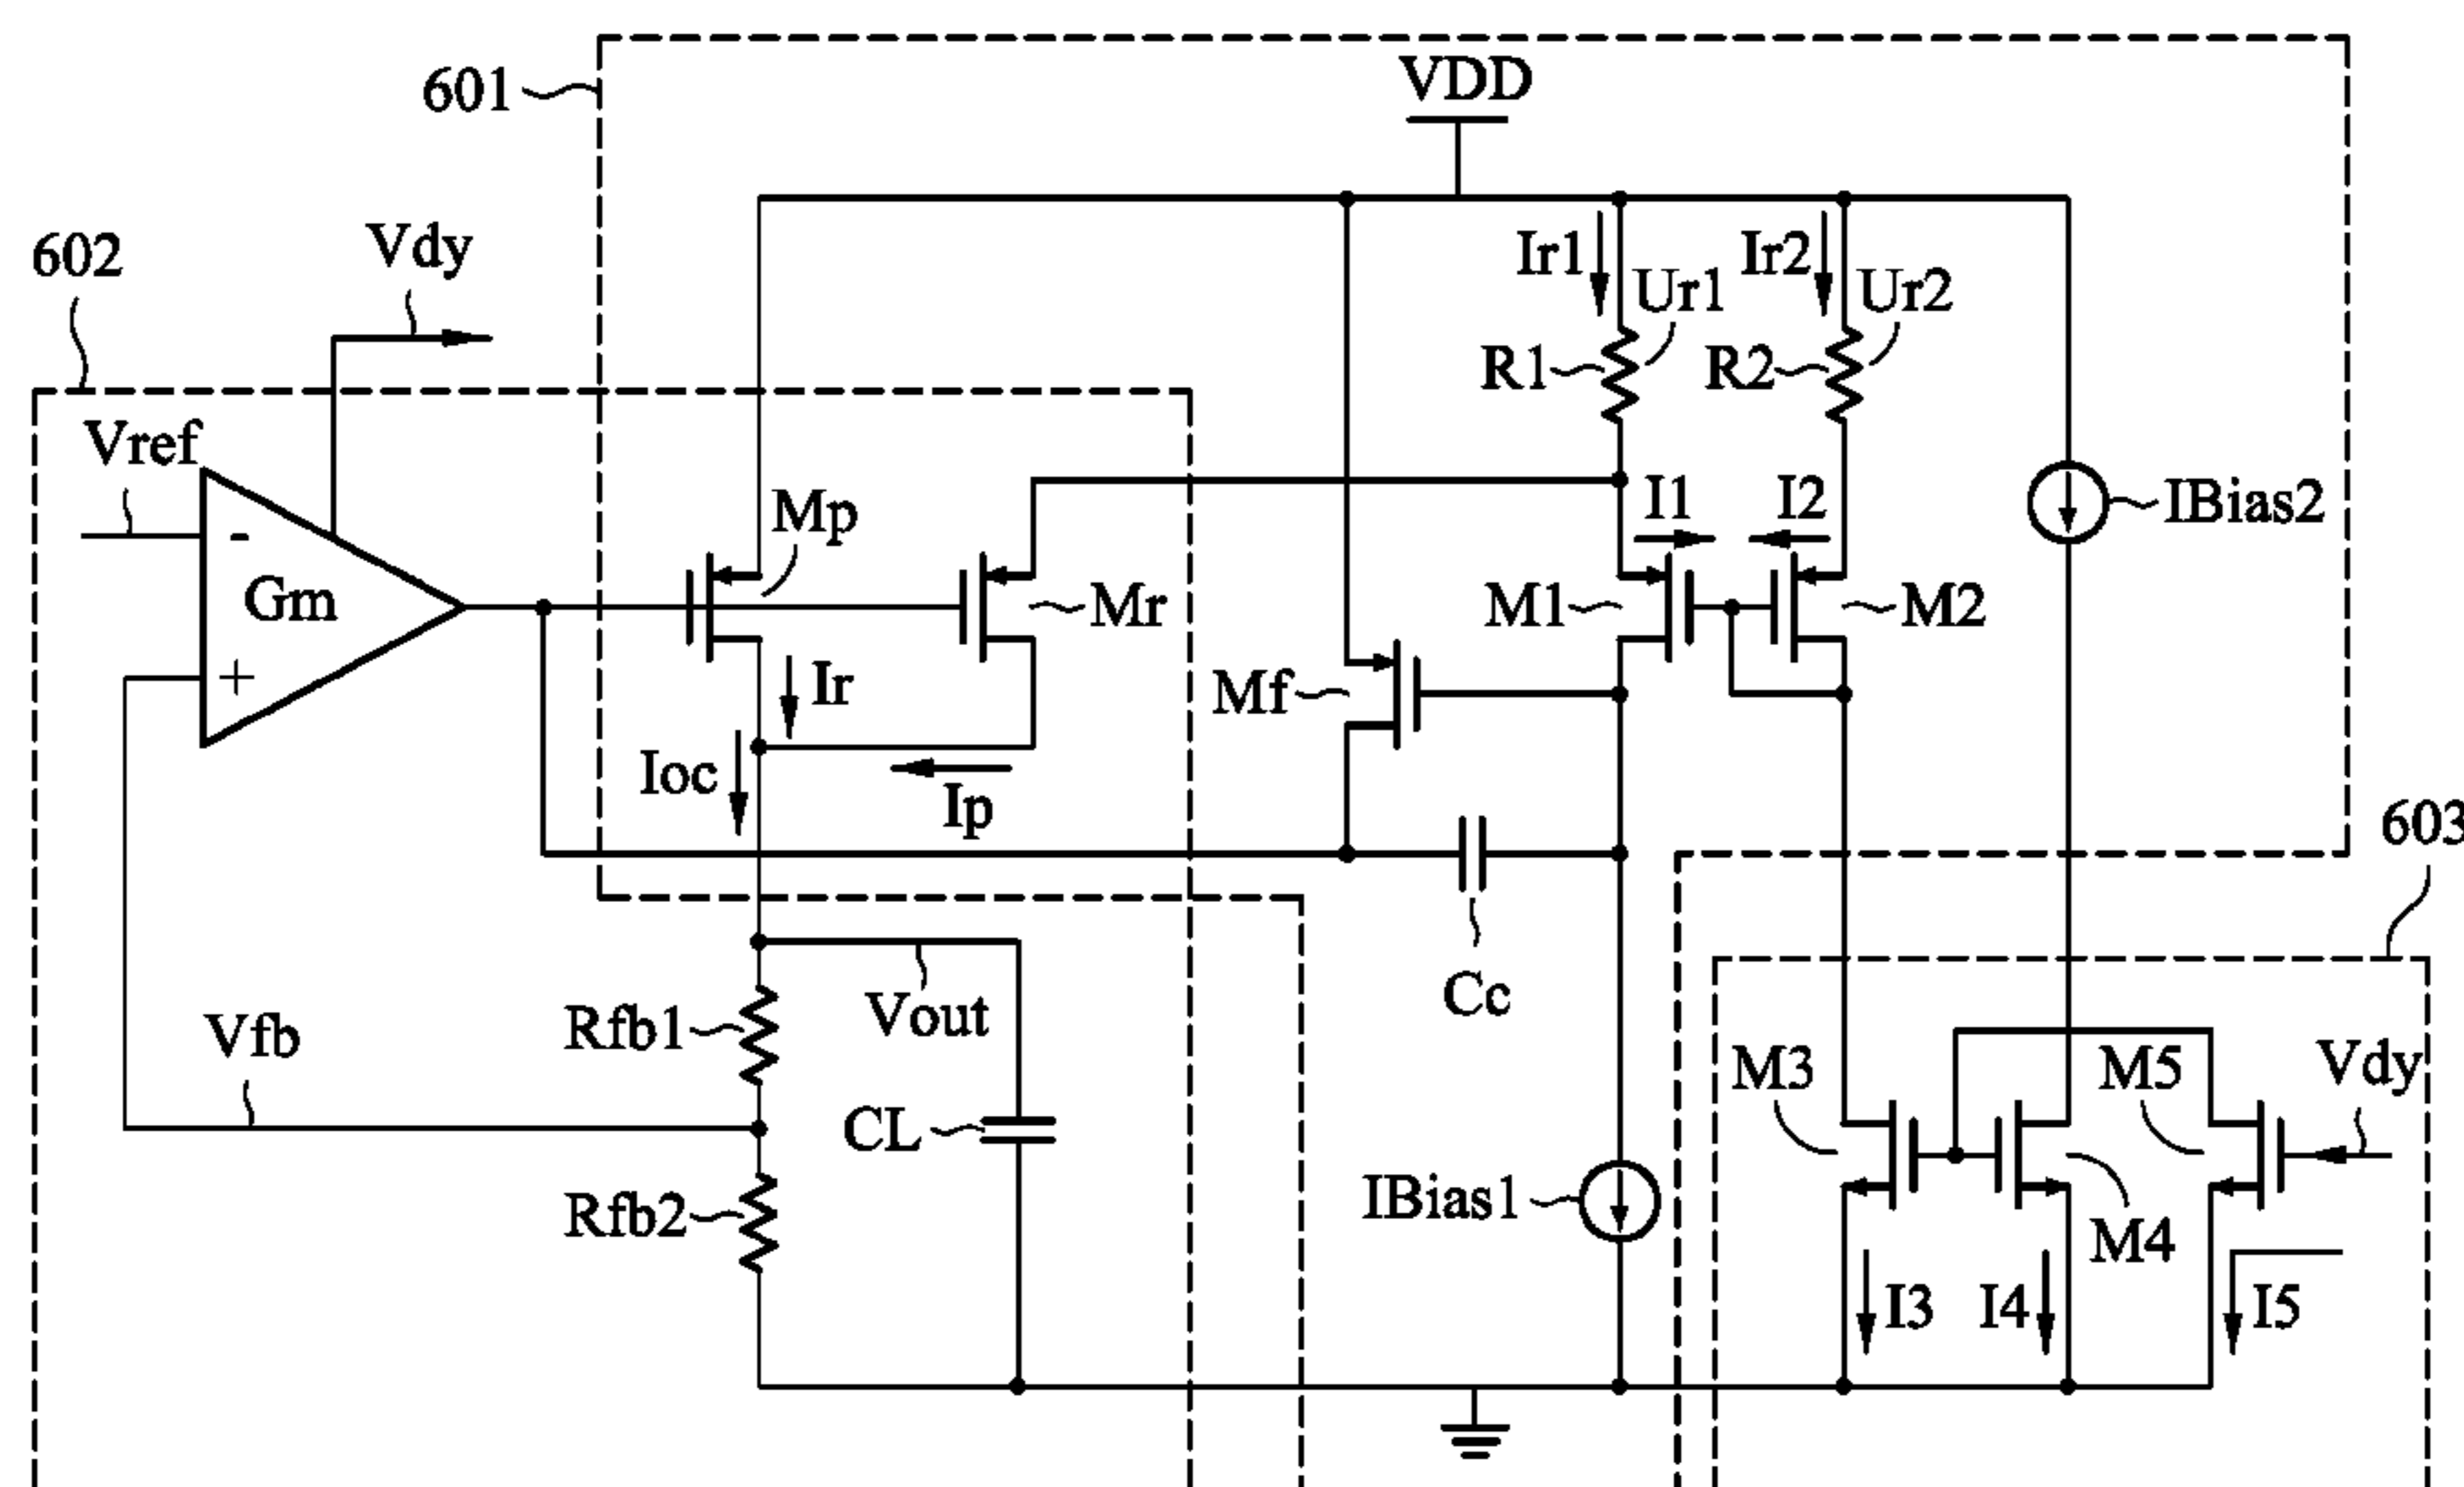 601
VDD
602
Vdy
Ir1
Ur1
Ir2
Ur2
R1
R2
Vref
-
Gm
+
Mp
Mr
I1
I2
IBias2
M1
M2
Mf
Ir
Ioc
Ip
603
Cc
Vout
Rfb1
Vfb
CL
Rfb2
IBias1
M3
M5
Vdy
M4
I3
I4
I5